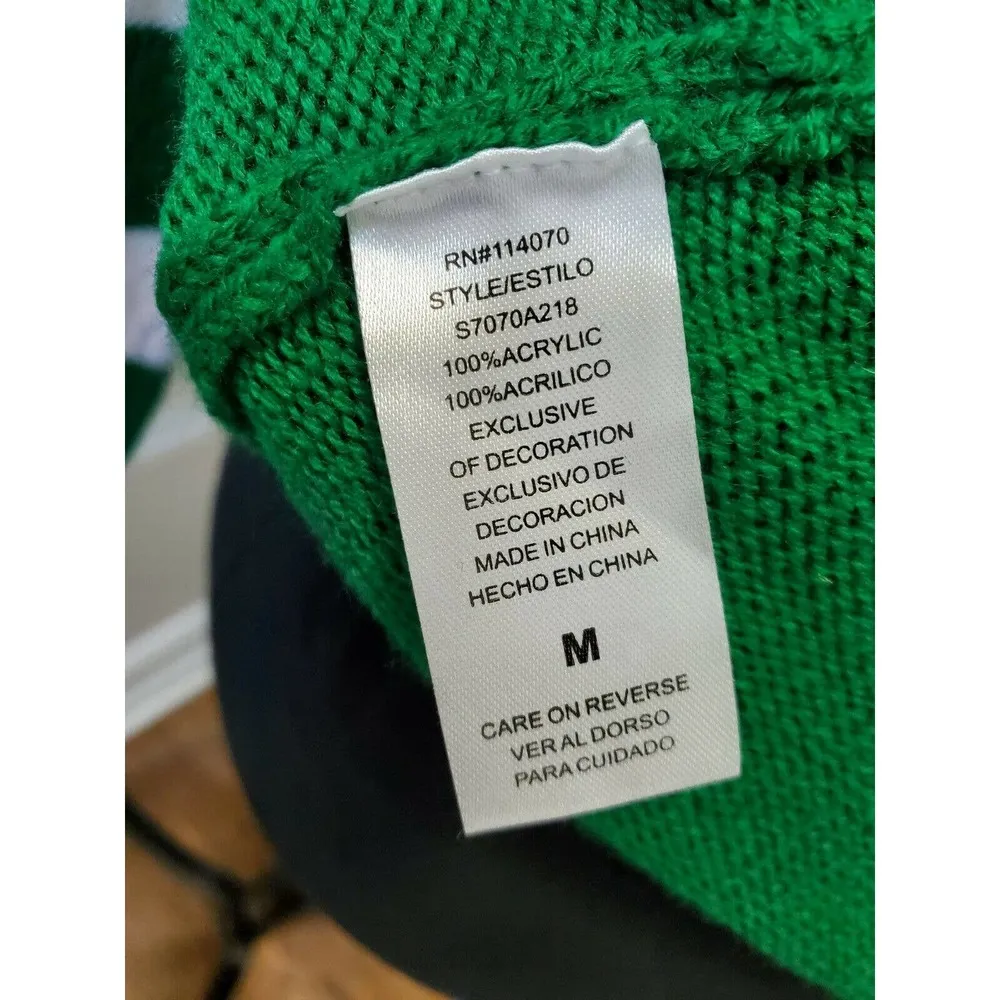 RN#114070
STYLE/ESTILO
S7070A218
100%ACRYLIC
100%ACRILICO
EXCLUSIVE
OF DECORATION
EXCLUSIVO DE
DECORACION
MADE IN CHINA
HECHO EN CHINA
M
CARE ON REVERSE
VER AL DORSO
PARA CUIDADO